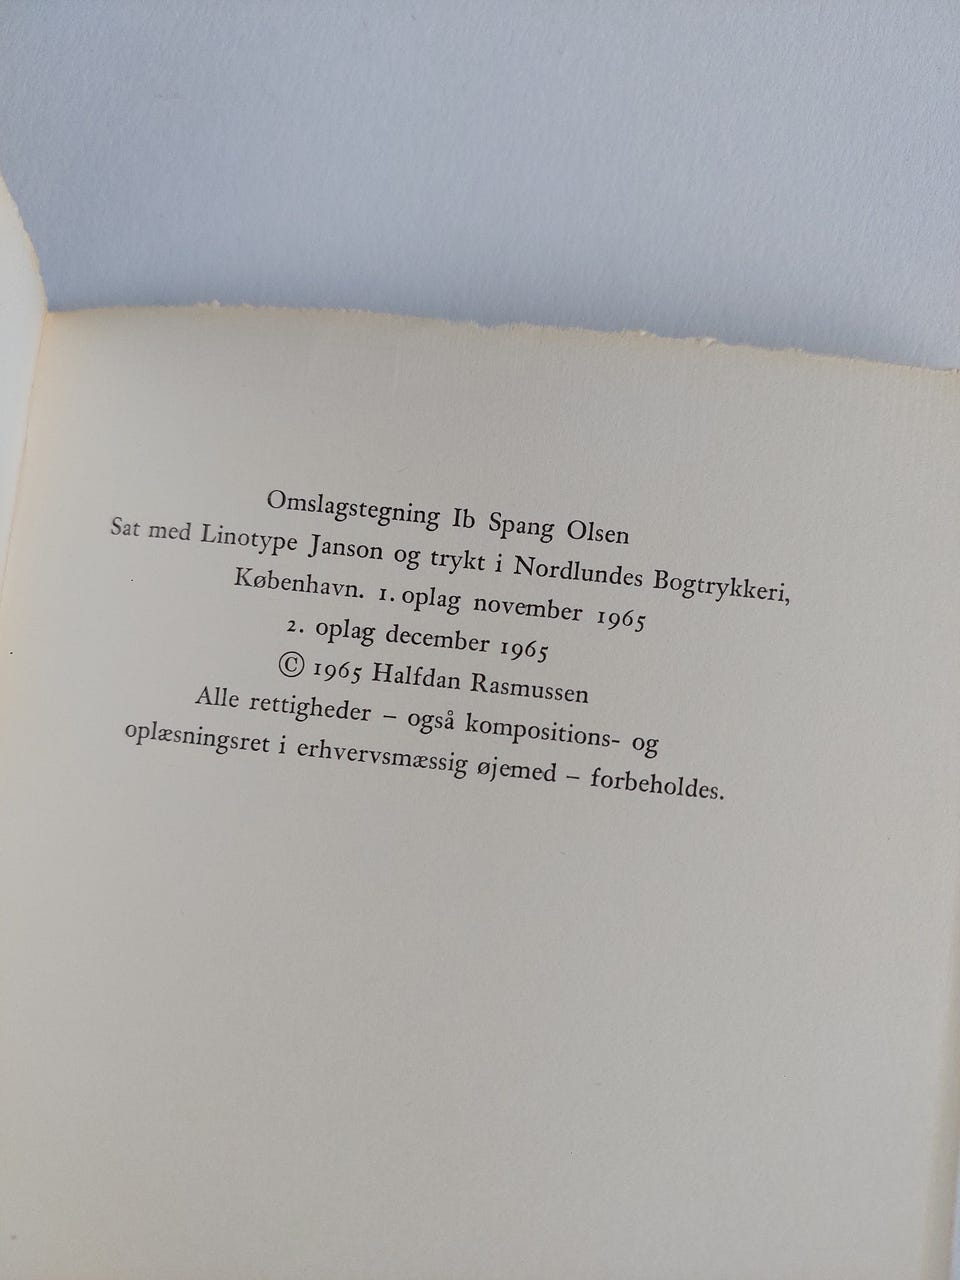 Omslagstegning Ib Spang Olsen
Sat med Linotype Janson og trykt i Nordlundes Bogtrykkeri,
København. 1. oplag november 1965
2. oplag december 1965
© 1965 Halfdan Rasmussen
Alle rettigheder – også kompositions- og
oplæsningsret i erhvervsmæssig øjemed – forbeholdes.